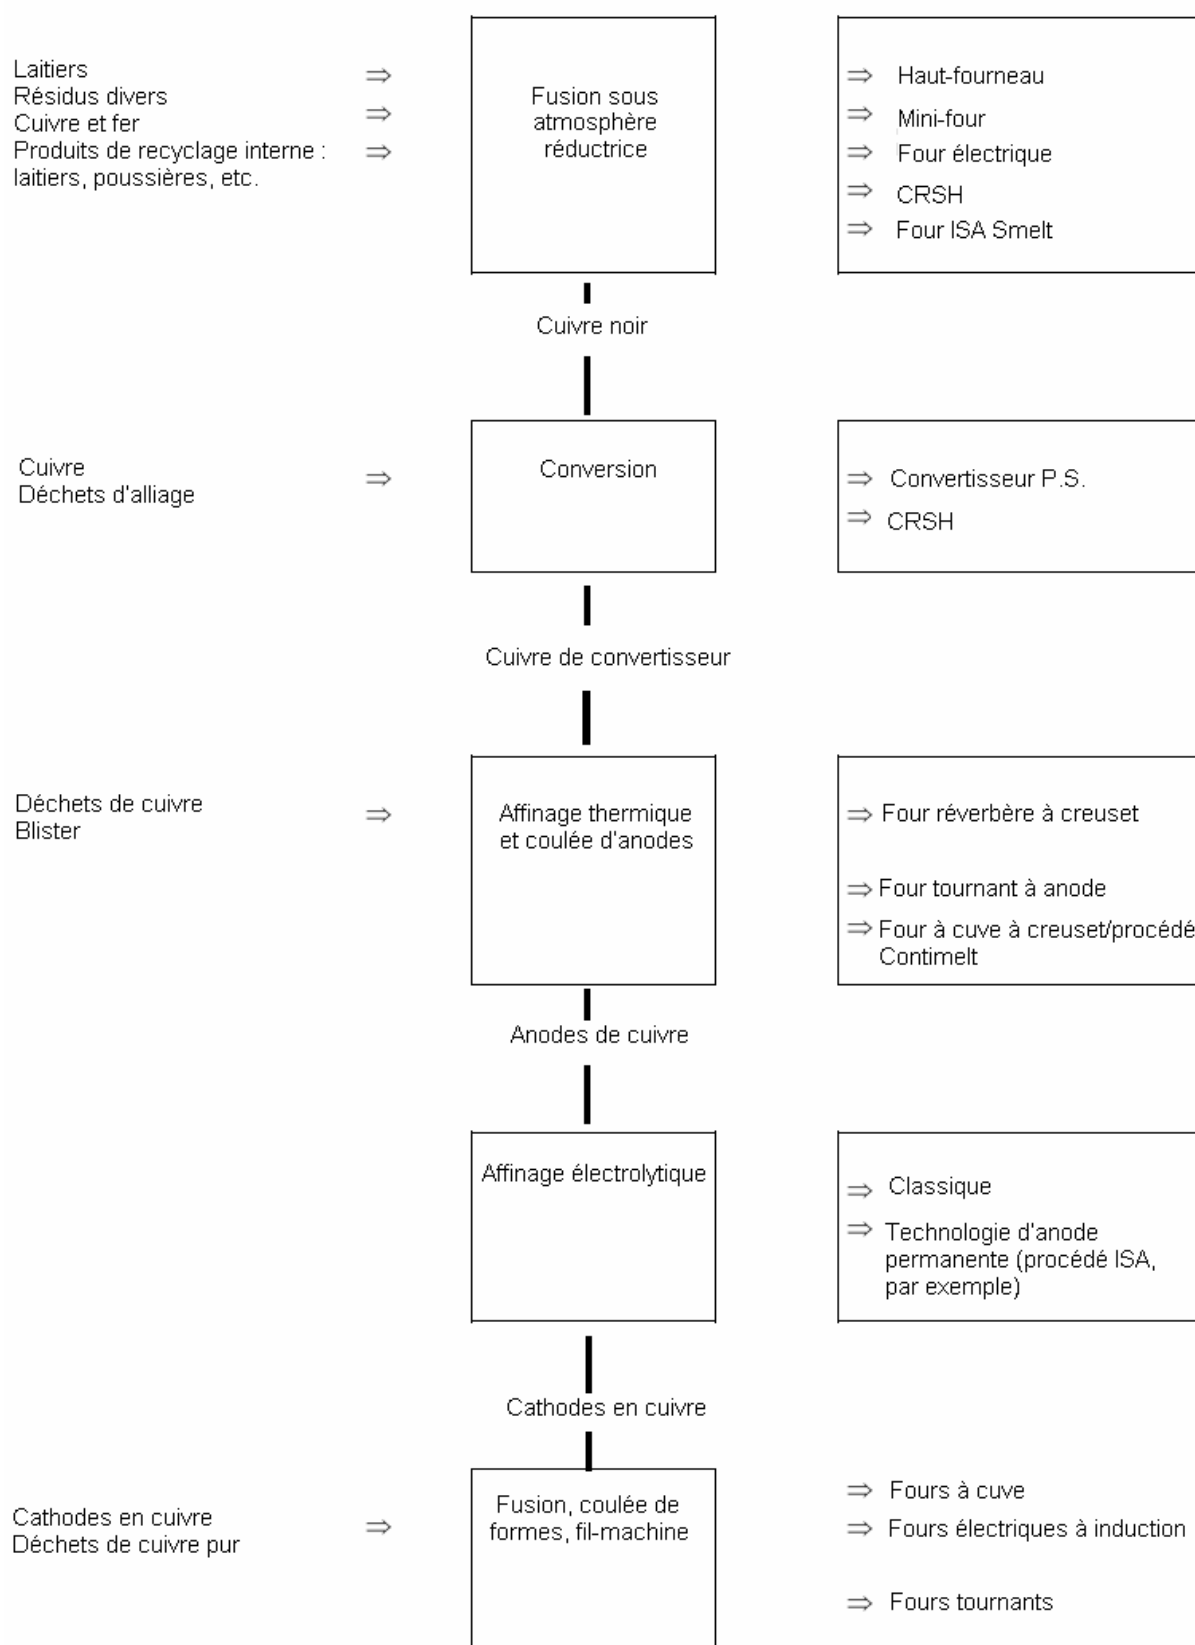 Laitiers
Résidus divers
Cuivre et fer
Produits de recyclage interne :
laitiers, poussières, etc.
⇒
⇒
⇒
Fusion sous
atmosphère
réductrice
⇒ Haut-fourneau
⇒ Mini-four
⇒ Four électrique
⇒ CRSH
⇒ Four ISA Smelt
Cuivre noir
Cuivre
Déchets d'alliage
⇒
Conversion
⇒ Convertisseur P.S.
⇒ CRSH
Cuivre de convertisseur
Déchets de cuivre
Blister
⇒
Affinage thermique
et coulée d'anodes
⇒ Four réverbère à creuset
⇒ Four tournant à anode
⇒ Four à cuve à creuset/procédé
Contimelt
Anodes de cuivre
Affinage électrolytique
⇒ Classique
⇒ Technologie d'anode
permanente (procédé ISA,
par exemple)
Cathodes en cuivre
Cathodes en cuivre
Déchets de cuivre pur
⇒
Fusion, coulée de
formes, fil-machine
⇒ Fours à cuve
⇒ Fours électriques à induction
⇒ Fours tournants